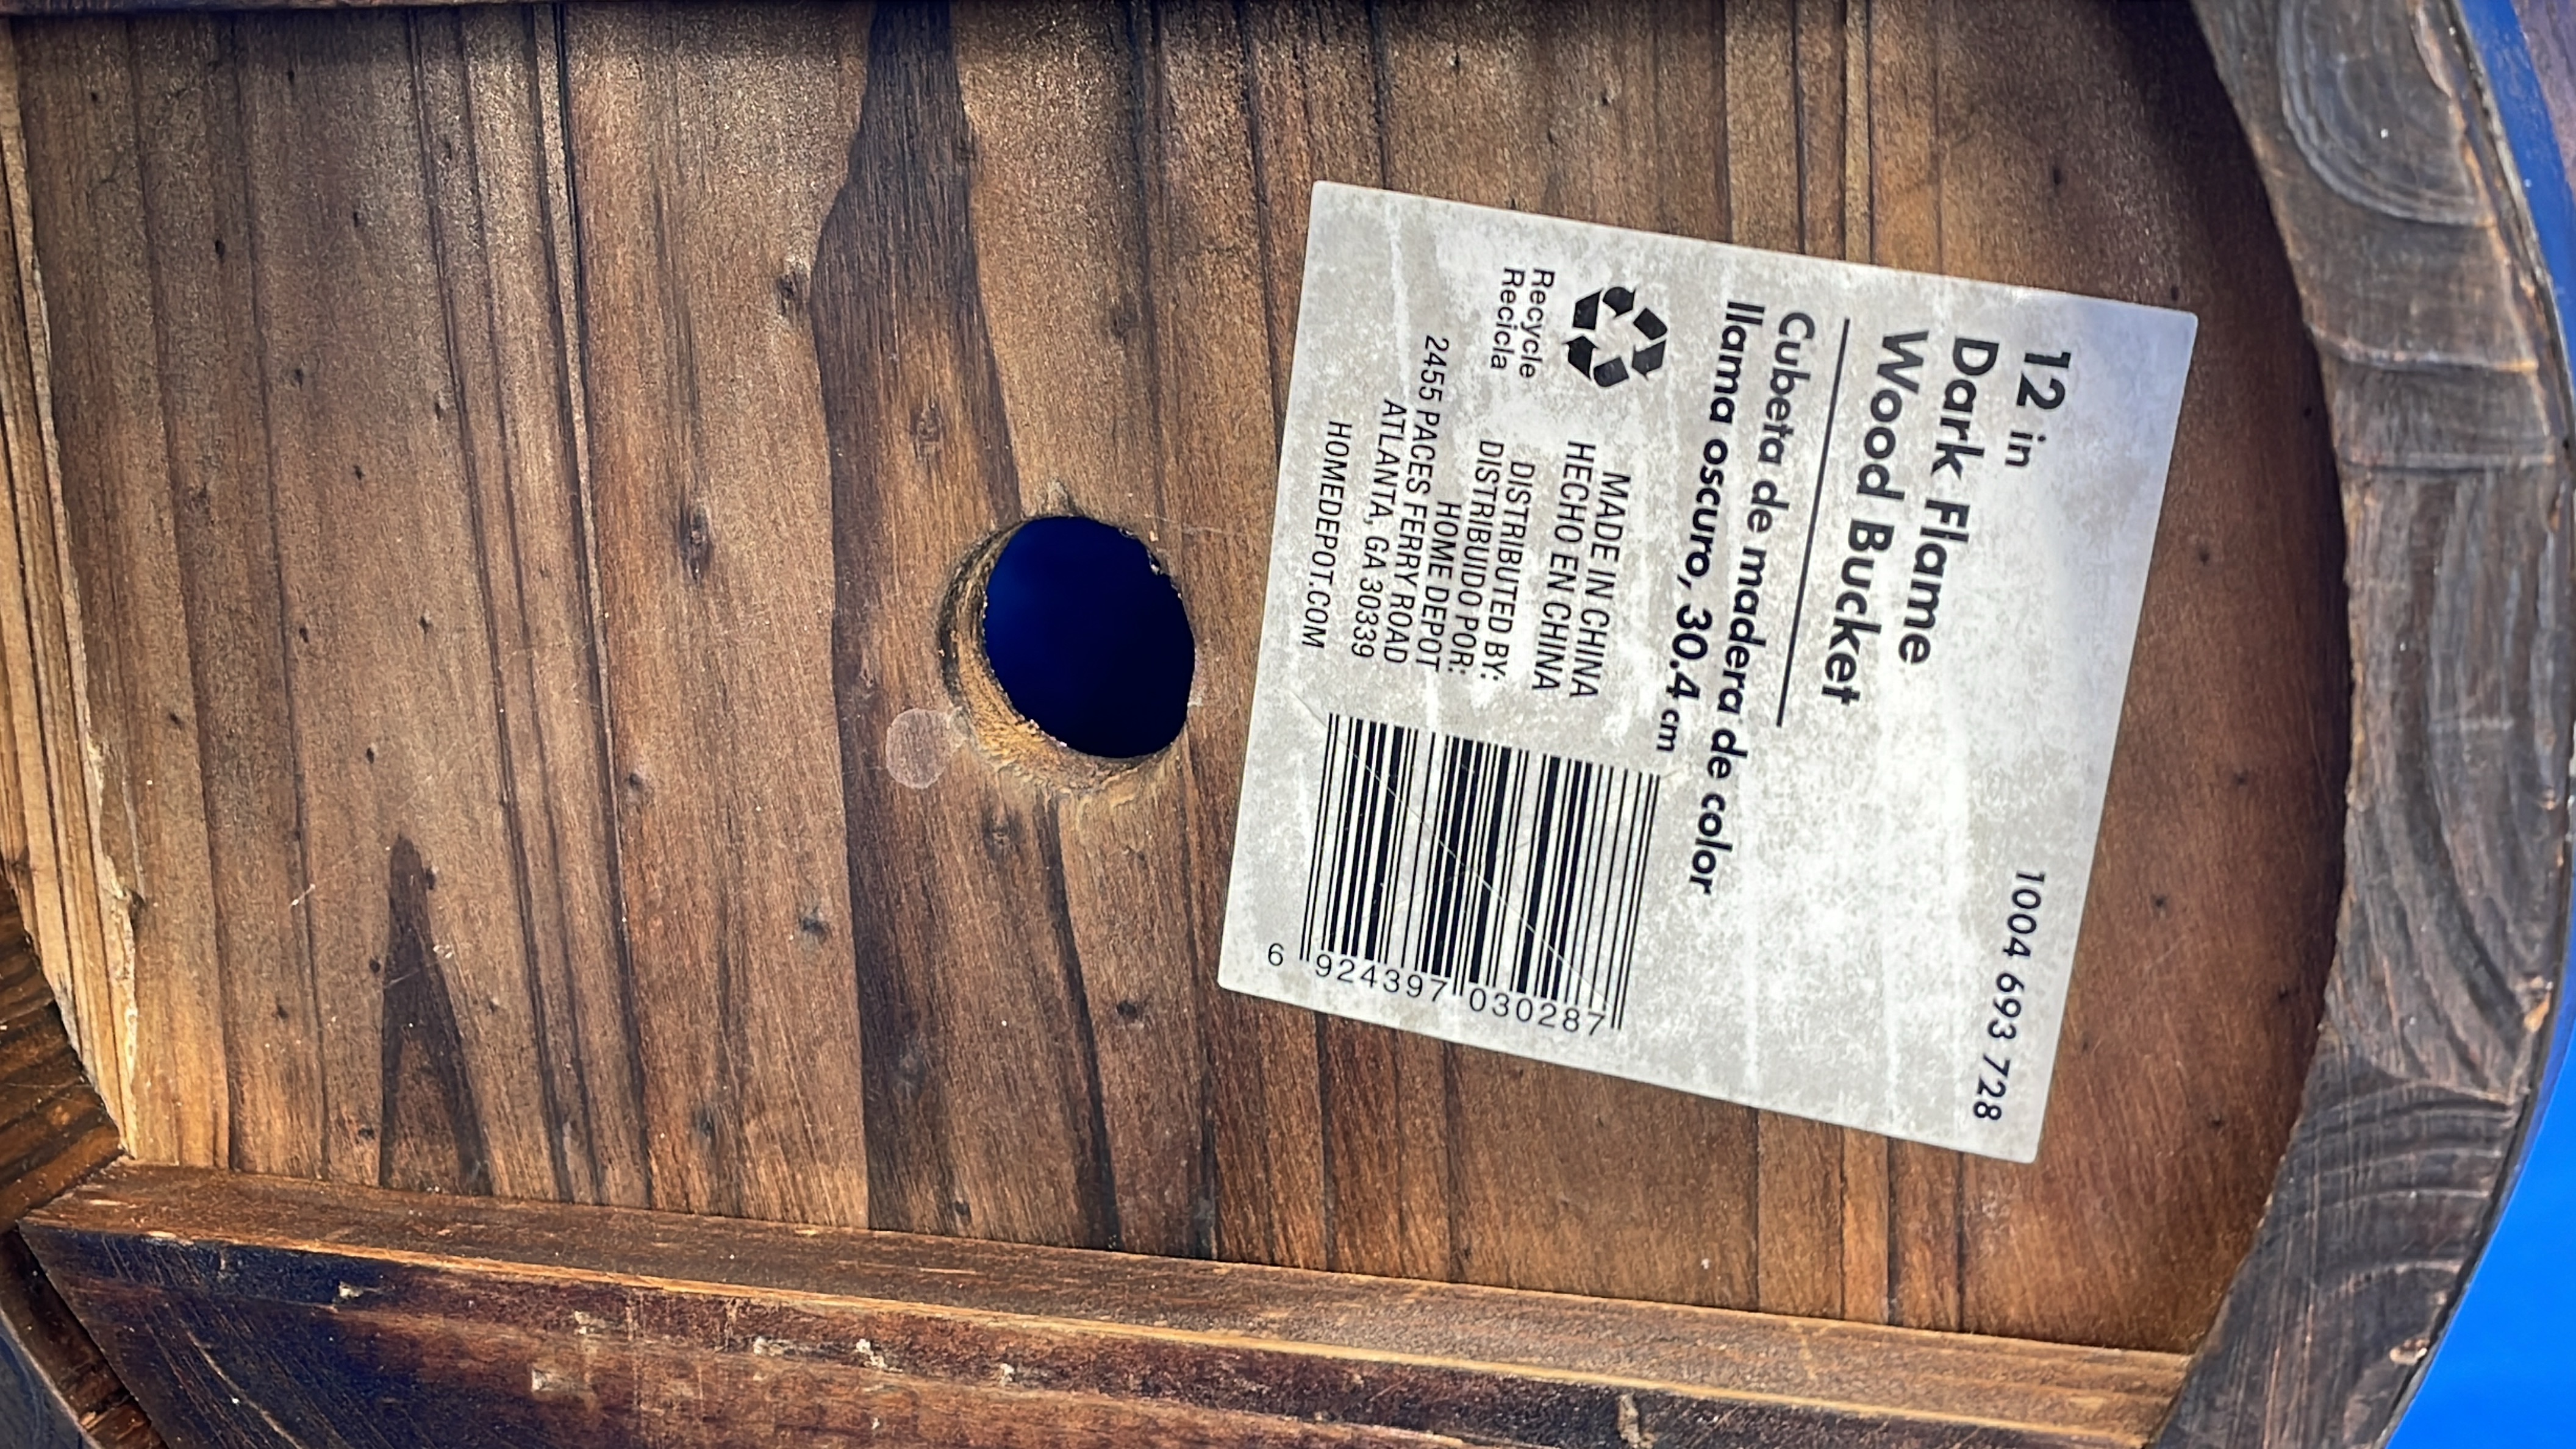 12 in
Dark Flame
Wood Bucket
1004 693 728
Cubeta de madera de color
llama oscuro, 30.4 cm
Recycle
Recicla
MADE IN CHINA
HECHO EN CHINA
DISTRIBUTED BY:
DISTRIBUIDO POR:
HOME DEPOT
2455 PACES FERRY ROAD
ATLANTA, GA 30339
HOMEDEPOT.COM
6 924397 030287